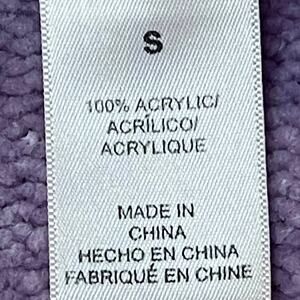 S
100% ACRYLIC/
ACRÍLICO/
ACRYLIQUE
MADE IN
CHINA
HECHO EN CHINA
FABRIQUÉ EN CHINE